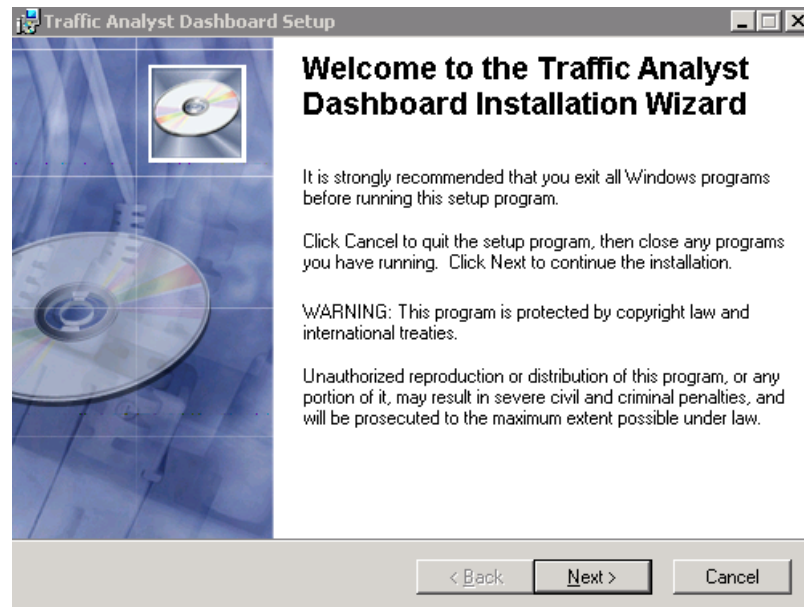 Traffic Analyst Dashboard Setup
Welcome to the Traffic Analyst
Dashboard Installation Wizard
It is strongly recommended that you exit all Windows programs
before running this setup program.
Click Cancel to quit the setup program, then close any programs
you have running.  Click Next to continue the installation.
WARNING: This program is protected by copyright law and
international treaties.
Unauthorized reproduction or distribution of this program, or any
portion of it, may result in severe civil and criminal penalties, and
will be prosecuted to the maximum extent possible under law.
< Back
Next >
Cancel